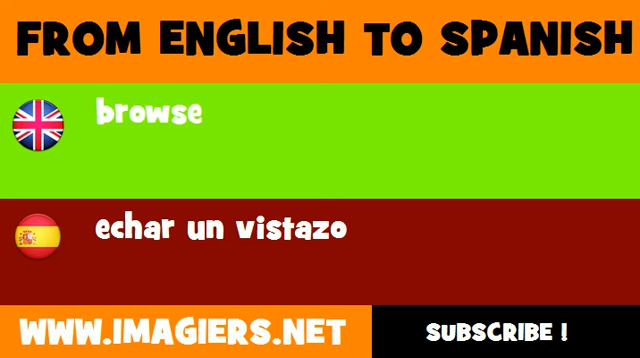 FROM ENGLISH TO SPANISH
browse
echar un vistazo
WWW.IMAGIERS.NET
SUBSCRIBE !